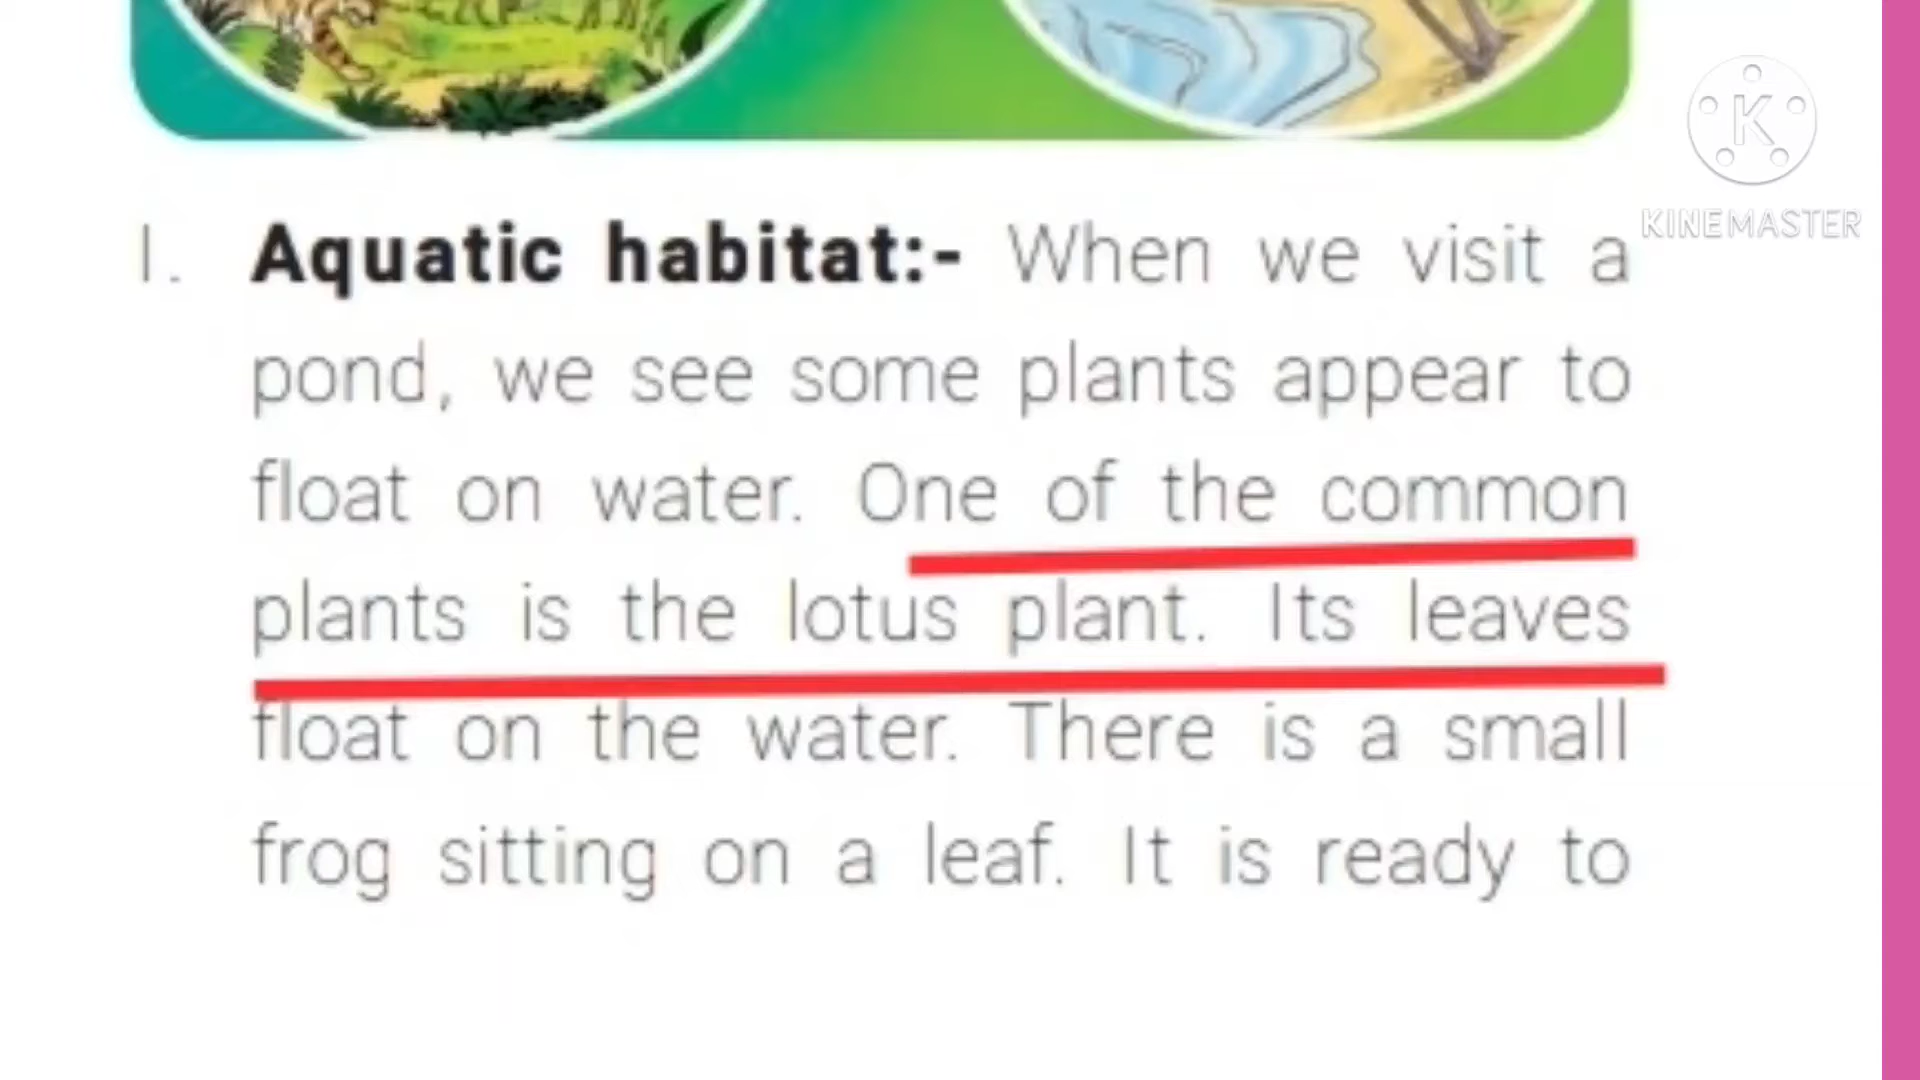 K
KINEMASTER
I. Aquatic habitat:- When we visit a
pond, we see some plants appear to
float on water. One of the common
plants is the lotus plant. Its leaves
float on the water. There is a small
frog sitting on a leaf. It is ready to